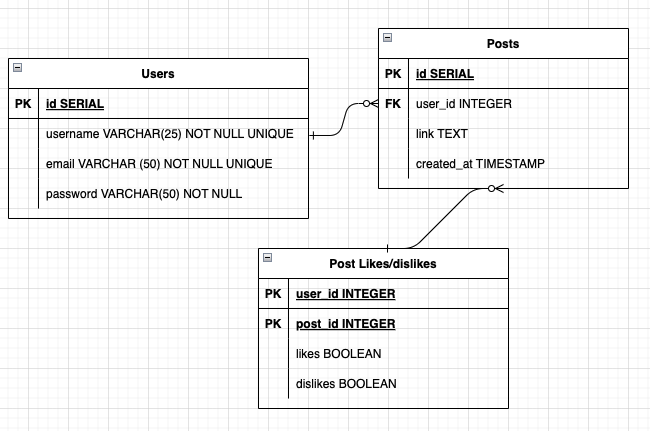 Users
PK id SERIAL
username VARCHAR(25) NOT NULL UNIQUE
email VARCHAR (50) NOT NULL UNIQUE
password VARCHAR(50) NOT NULL
Posts
PK id SERIAL
FK user_id INTEGER
link TEXT
created_at TIMESTAMP
Post Likes/dislikes
PK user_id INTEGER
PK post_id INTEGER
likes BOOLEAN
dislikes BOOLEAN